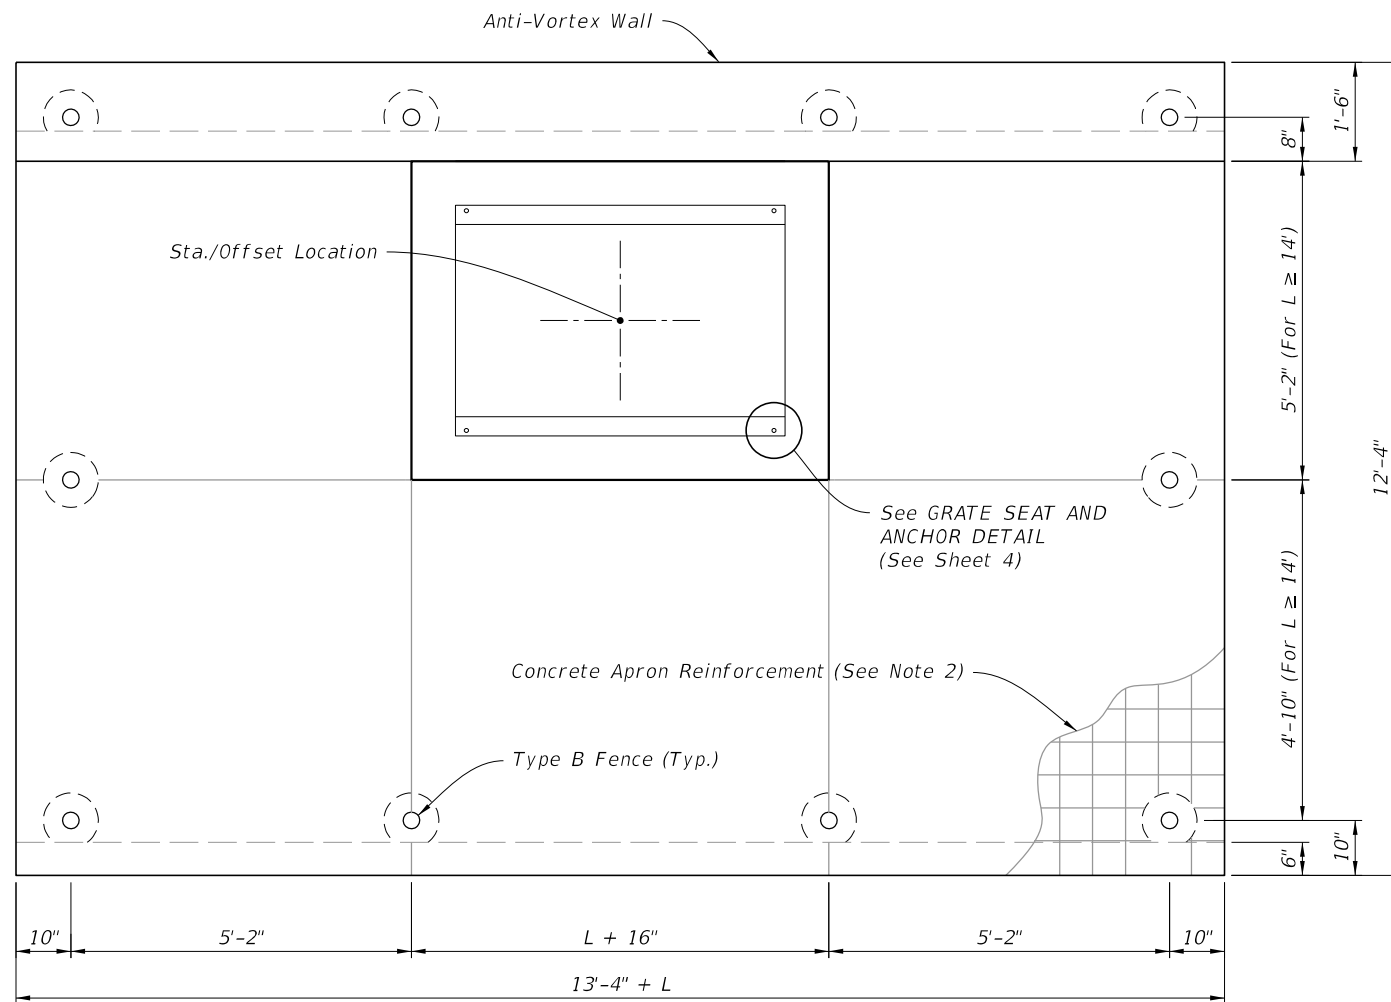 Anti-Vortex Wall
1'-6"
8"
Sta./Offset Location
5'-2" (For L ≥ 14')
12'-4"
See GRATE SEAT AND
ANCHOR DETAIL
(See Sheet 4)
4'-10" (For L ≥ 14')
Concrete Apron Reinforcement (See Note 2)
Type B Fence (Typ.)
6"
10"
10"
5'-2"
L + 16"
5'-2"
10"
13'-4" + L